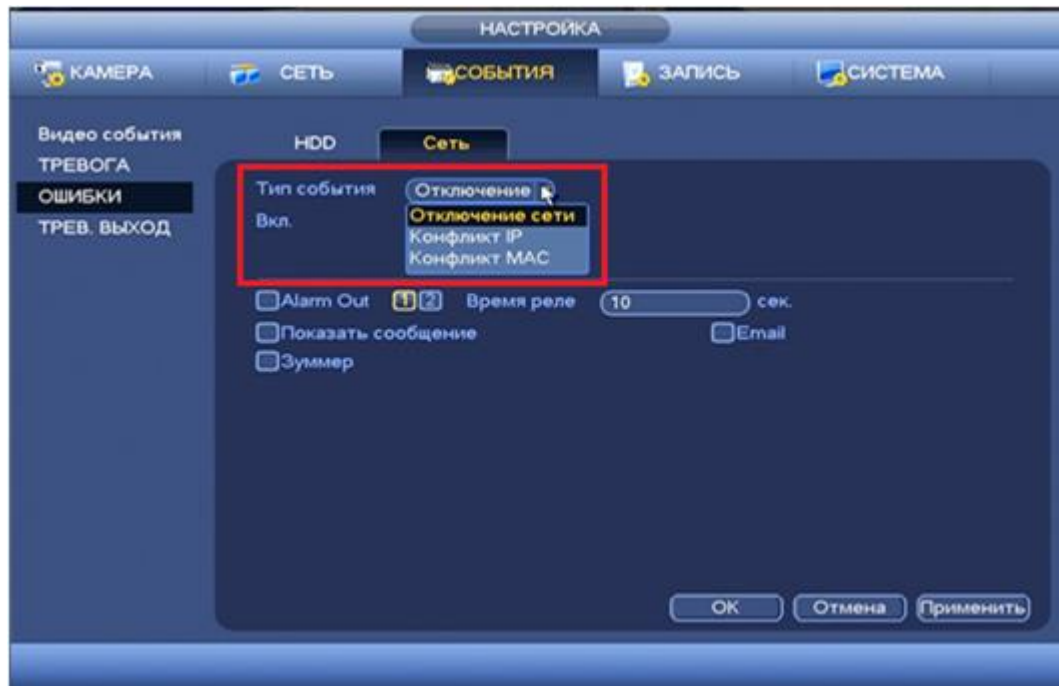 НАСТРОЙКА
КАМЕРА СЕТЬ СОБЫТИЯ ЗАПИСЬ СИСТЕМА
Видео события
ТРЕВОГА
ОШИБКИ
ТРЕВ. ВЫХОД
HDD Сеть
Тип события Отключение
Вкл. Отключение сети
Конфликт IP
Конфликт MAC
Alarm Out 1 2 Время реле 10 сек.
Показать сообщение Email
Зуммер
OK Отмена Применить